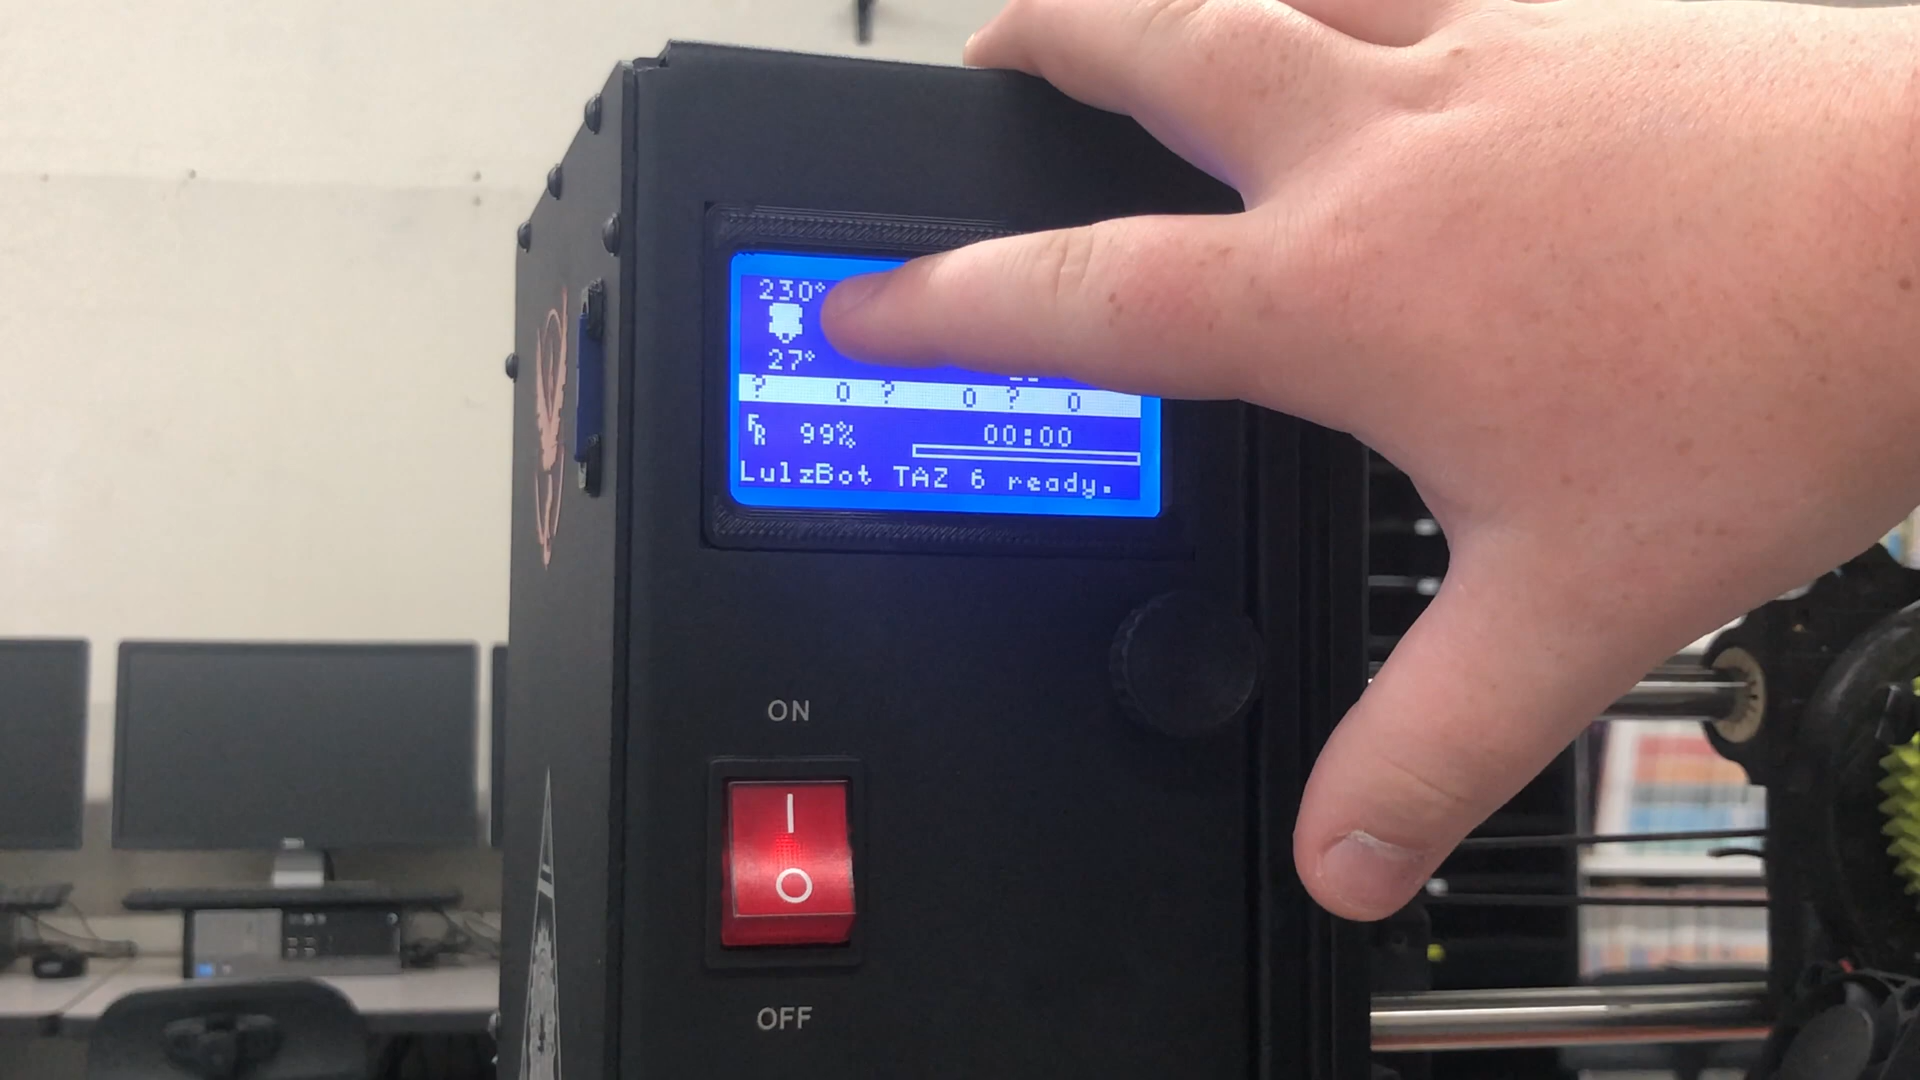 230°
27°
? 0 ? 0 ? 0
FR 99% 00:00
LulzBot TAZ 6 ready.
ON
OFF